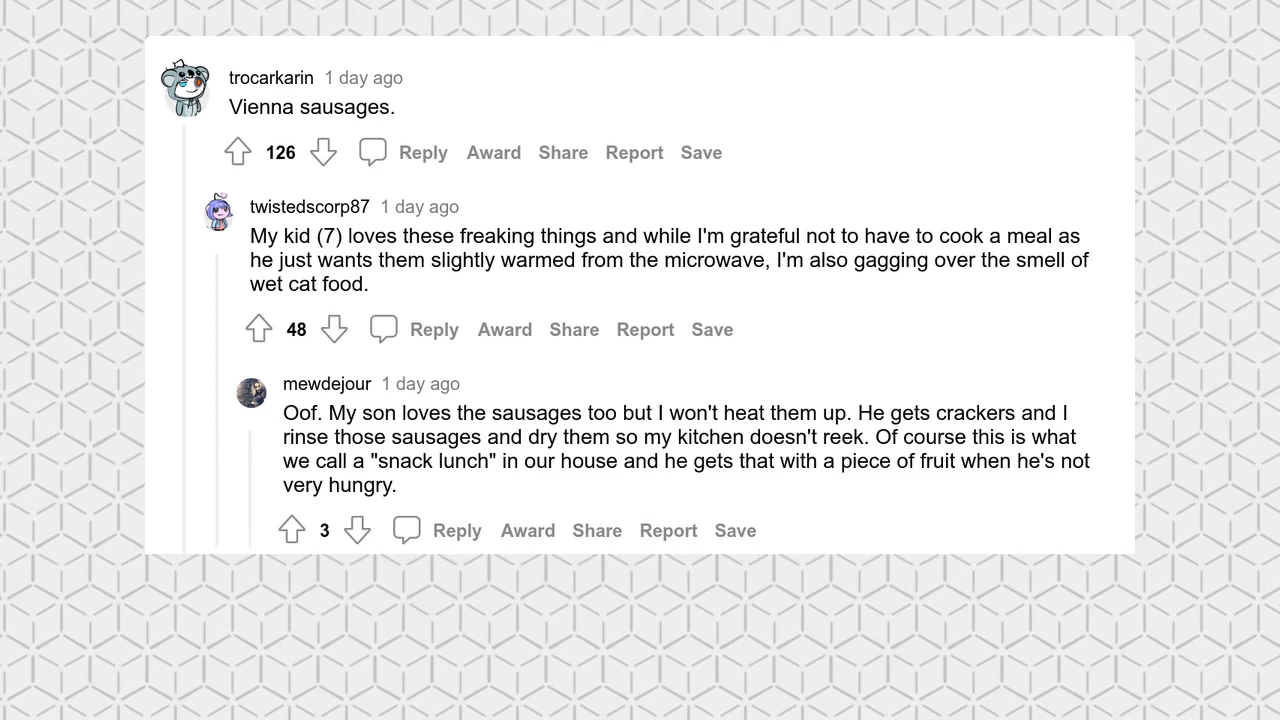 trocarkarin 1 day ago
Vienna sausages.
126 Reply Award Share Report Save
twistedscorp87 1 day ago
My kid (7) loves these freaking things and while I'm grateful not to have to cook a meal as
he just wants them slightly warmed from the microwave, I'm also gagging over the smell of
wet cat food.
48 Reply Award Share Report Save
mewdejour 1 day ago
Oof. My son loves the sausages too but I won't heat them up. He gets crackers and I
rinse those sausages and dry them so my kitchen doesn't reek. Of course this is what
we call a "snack lunch" in our house and he gets that with a piece of fruit when he's not
very hungry.
3 Reply Award Share Report Save